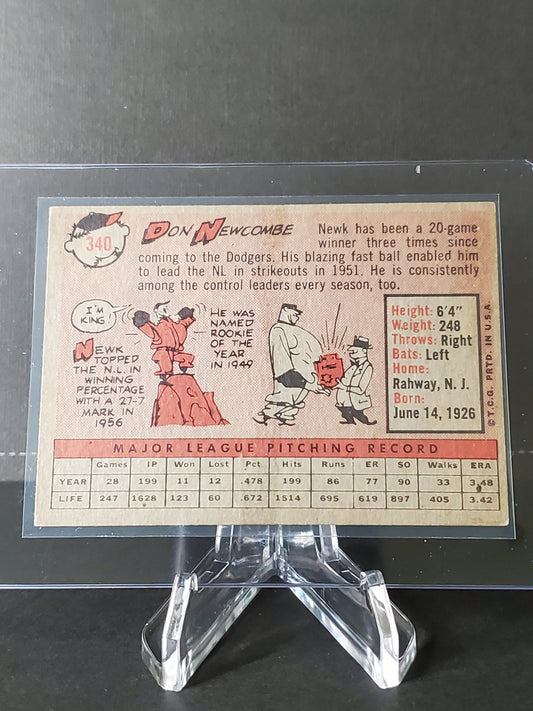 340
DON NEWCOMBE
Newk has been a 20-game
winner three times since
coming to the Dodgers. His blazing fast ball enabled him
to lead the NL in strikeouts in 1951. He is consistently
among the control leaders every season, too.
I'M KING!
NEWK
TOPPED
THE N.L. IN
WINNING
PERCENTAGE
WITH A 27-7
MARK IN
1956
HE WAS
NAMED
ROOKIE
OF THE
YEAR
IN 1949
Height: 6'4"
Weight: 248
Throws: Right
Bats: Left
Home:
Rahway, N. J.
Born:
June 14, 1926
© T.C.G. PRTD. IN U.S.A.
MAJOR LEAGUE PITCHING RECORD
Games IP Won Lost Pct. Hits Runs ER SO Walks ERA
YEAR 28 199 11 12 .478 199 86 77 90 33 3.48
LIFE 247 1628 123 60 .672 1514 695 619 897 405 3.42